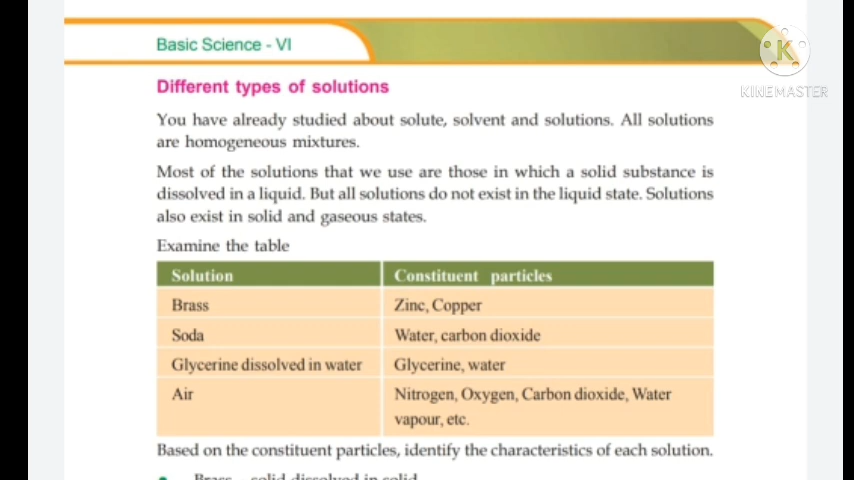 Basic Science - VI
K
KINEMASTER
Different types of solutions
You have already studied about solute, solvent and solutions. All solutions
are homogeneous mixtures.
Most of the solutions that we use are those in which a solid substance is
dissolved in a liquid. But all solutions do not exist in the liquid state. Solutions
also exist in solid and gaseous states.
Examine the table
Solution Constituent particles
Brass Zinc, Copper
Soda Water, carbon dioxide
Glycerine dissolved in water Glycerine, water
Air Nitrogen, Oxygen, Carbon dioxide, Water
vapour, etc.
Based on the constituent particles, identify the characteristics of each solution.
Brass - solid dissolved in solid